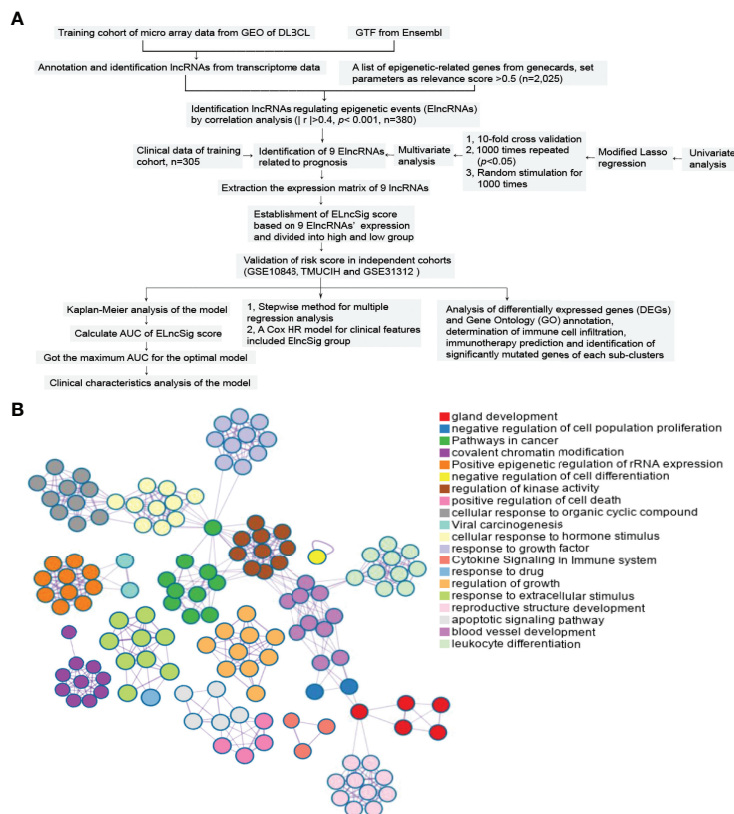 A
Training cohort of micro array data from GEO of DLBCL
GTF from Ensembl
Annotation and identification lncRNAs from transcriptome data
A list of epigenetic-related genes from genecards, set
parameters as relevance score >0.5 (n=2,025)
Identification lncRNAs regulating epigenetic events (ElncRNAs)
by correlation analysis (| r |>0.4, p< 0.001, n=380)
Clinical data of training
cohort, n=305
Identification of 9 ElncRNAs
related to prognosis
Multivariate
analysis
1, 10-fold cross validation
2, 1000 times repeated
(p<0.05)
3, Random stimulation for
1000 times
Modified Lasso
regression
Univariate
analysis
Extraction the expression matrix of 9 lncRNAs
Establishment of ELncSig score
based on 9 ElncRNAs' expression
and divided into high and low group
Validation of risk score in independent cohorts
(GSE10846, TMUCIH and GSE31312 )
Kaplan-Meier analysis of the model
Calculate AUC of ELncSig score
Got the maximum AUC for the optimal model
Clinical characteristics analysis of the model
1, Stepwise method for multiple
regression analysis
2, A Cox HR model for clinical features
included ElncSig group
Analysis of differentially expressed genes (DEGs)
and Gene Ontology (GO) annotation,
determination of immune cell infiltration,
immunotherapy prediction and identification of
significantly mutated genes of each sub-clusters
B
gland development
negative regulation of cell population proliferation
Pathways in cancer
covalent chromatin modification
Positive epigenetic regulation of rRNA expression
negative regulation of cell differentiation
regulation of kinase activity
positive regulation of cell death
cellular response to organic cyclic compound
Viral carcinogenesis
cellular response to hormone stimulus
response to growth factor
Cytokine Signaling in Immune system
response to drug
regulation of growth
response to extracellular stimulus
reproductive structure development
apoptotic signaling pathway
blood vessel development
leukocyte differentiation